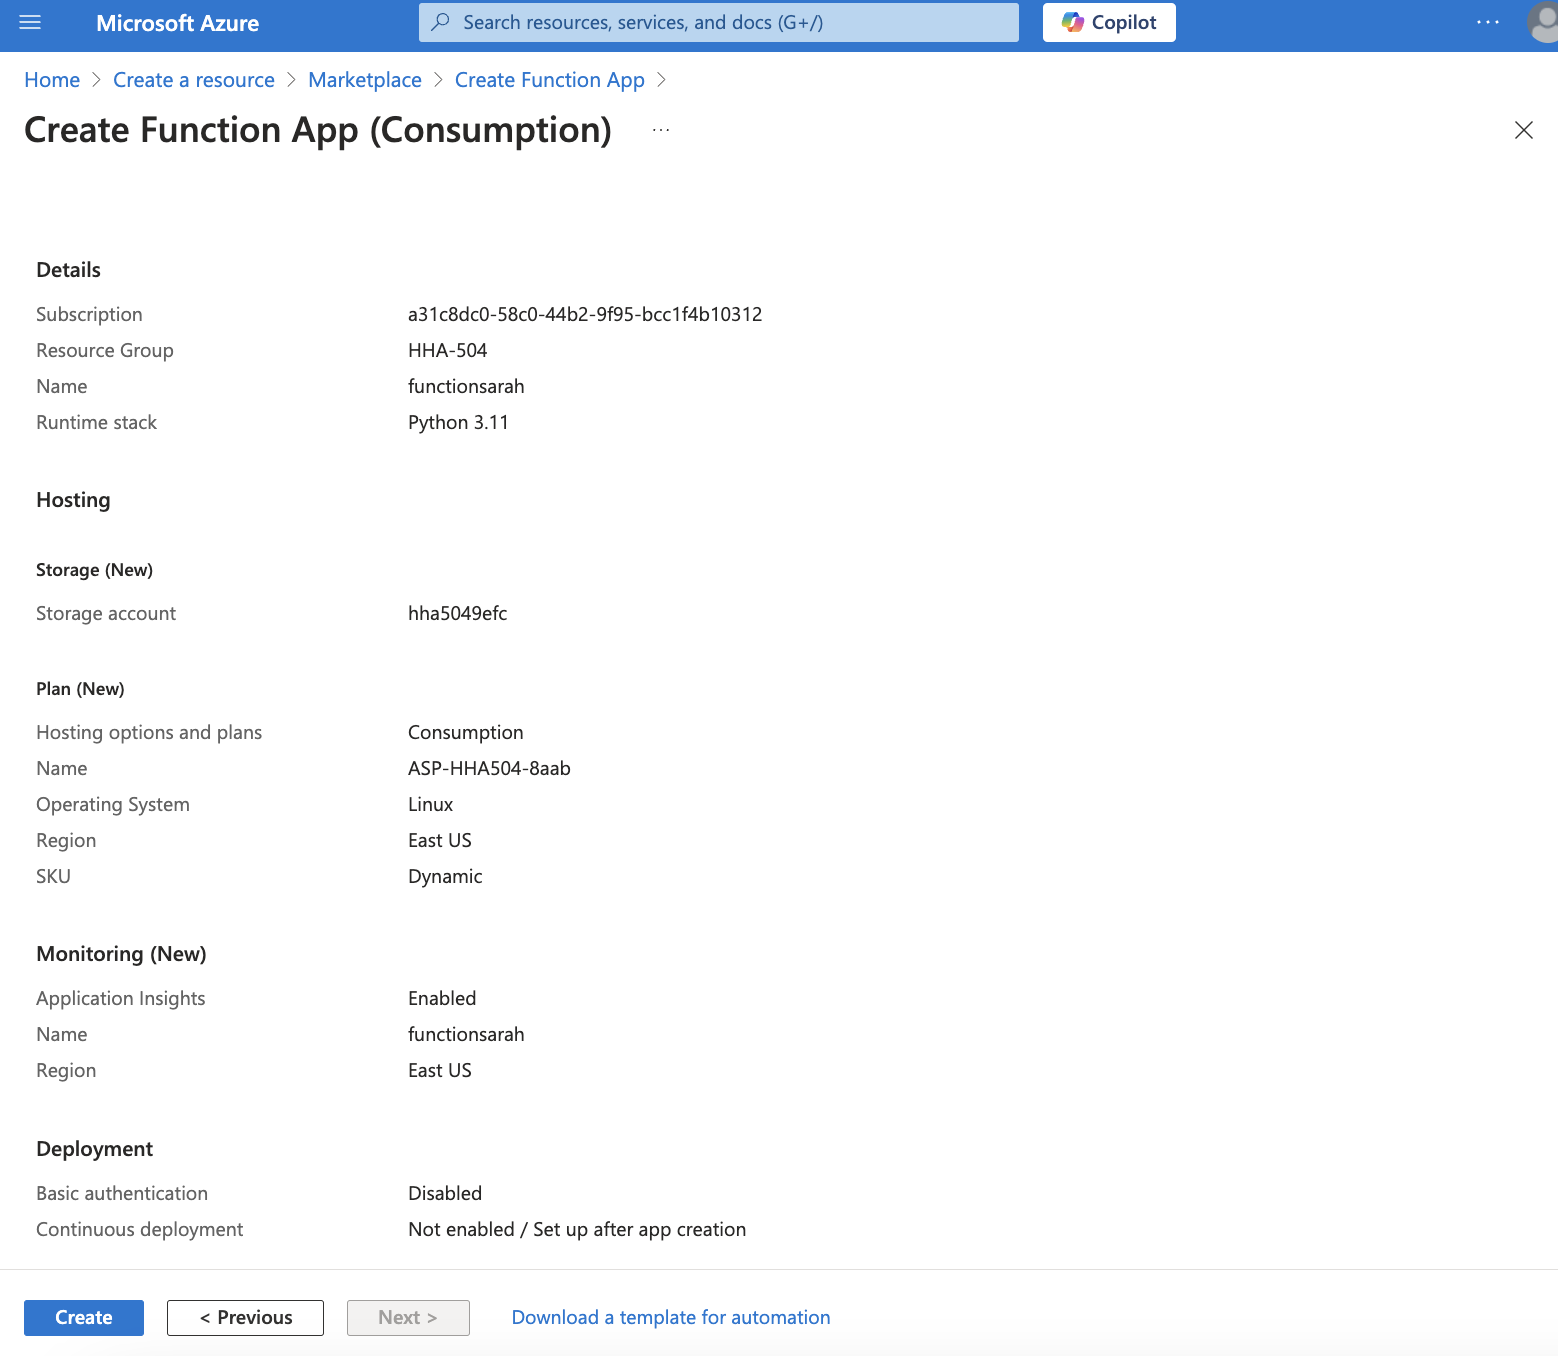 Microsoft Azure
Search resources, services, and docs (G+/)
Copilot
Home > Create a resource > Marketplace > Create Function App >
Create Function App (Consumption) ...
Details
Subscription a31c8dc0-58c0-44b2-9f95-bcc1f4b10312
Resource Group HHA-504
Name functionsarah
Runtime stack Python 3.11
Hosting
Storage (New)
Storage account hha5049efc
Plan (New)
Hosting options and plans Consumption
Name ASP-HHA504-8aab
Operating System Linux
Region East US
SKU Dynamic
Monitoring (New)
Application Insights Enabled
Name functionsarah
Region East US
Deployment
Basic authentication Disabled
Continuous deployment Not enabled / Set up after app creation
Create
< Previous
Next >
Download a template for automation